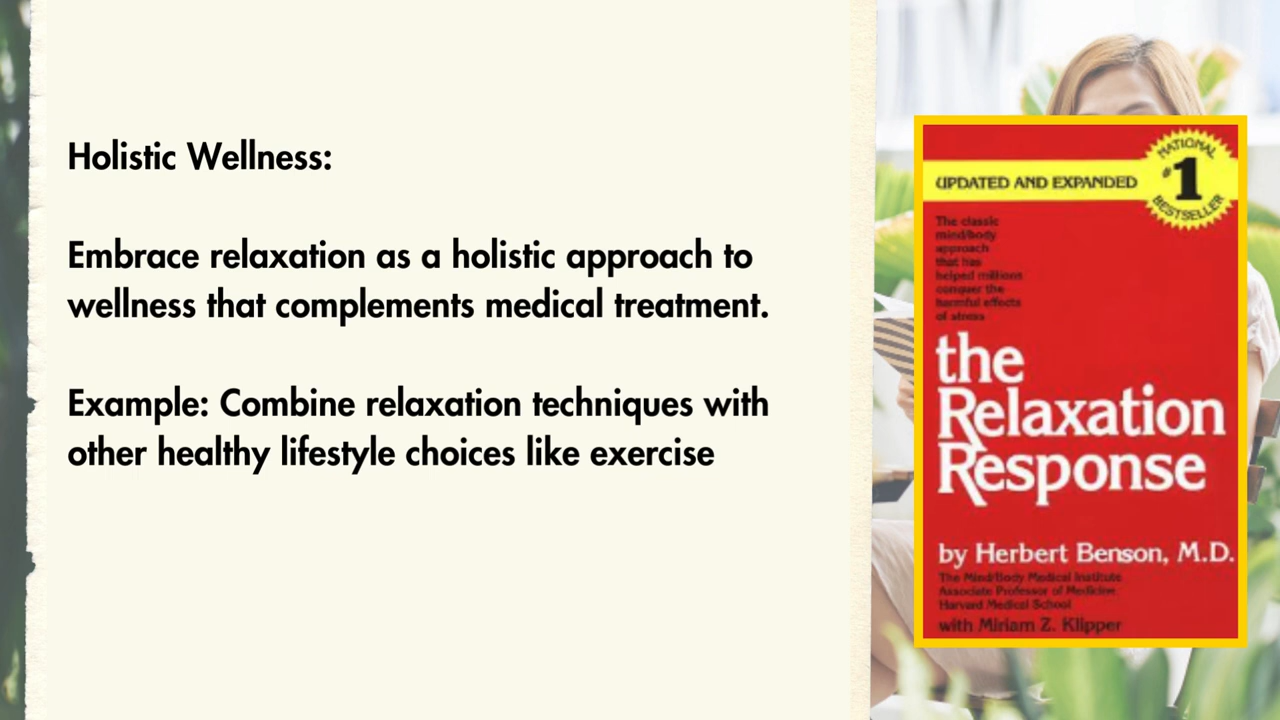 Holistic Wellness:
Embrace relaxation as a holistic approach to
wellness that complements medical treatment.
Example: Combine relaxation techniques with
other healthy lifestyle choices like exercise
UPDATED AND EXPANDED
NATIONAL
#1
BESTSELLER
The classic
mind/body
approach
that has
helped millions
conquer the
harmful effects
of stress
the
Relaxation
Response
by Herbert Benson, M.D.
The Mind/Body Medical Institute
Associate Professor of Medicine
Harvard Medical School
with Miriam Z. Klipper